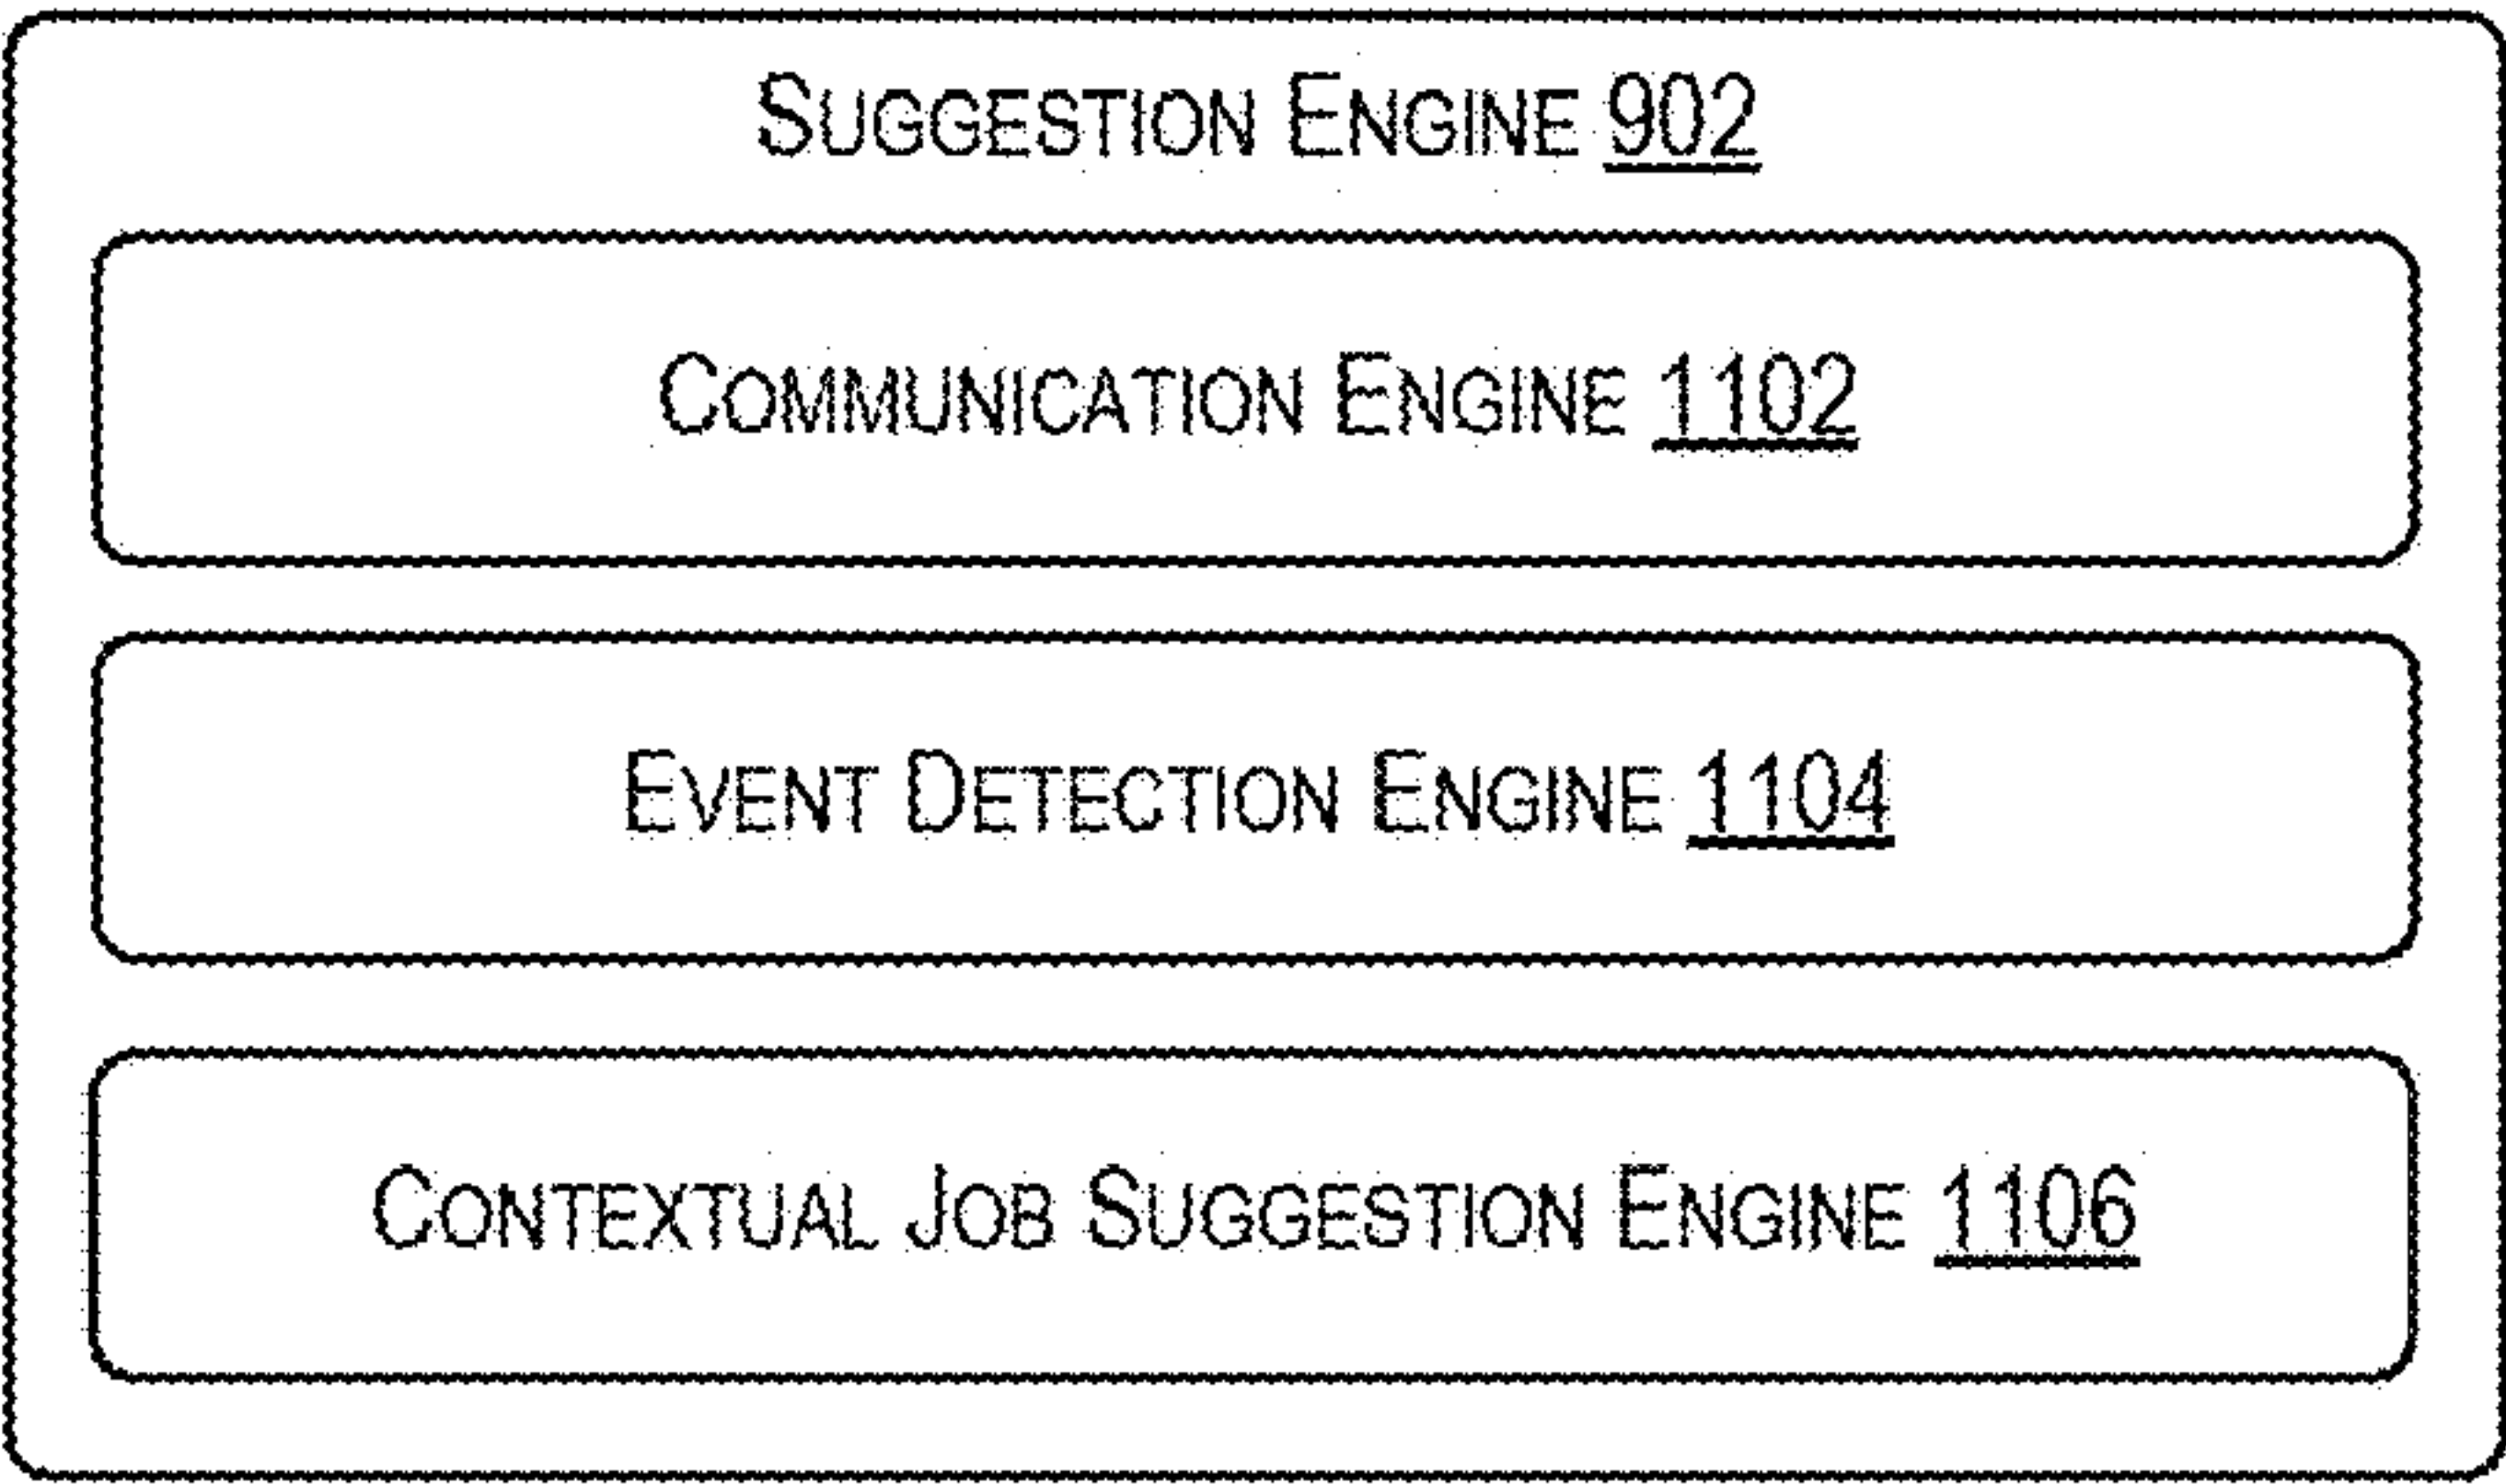 SUGGESTION ENGINE 902
COMMUNICATION ENGINE 1102
EVENT DETECTION ENGINE 1104
CONTEXTUAL JOB SUGGESTION ENGINE 1106